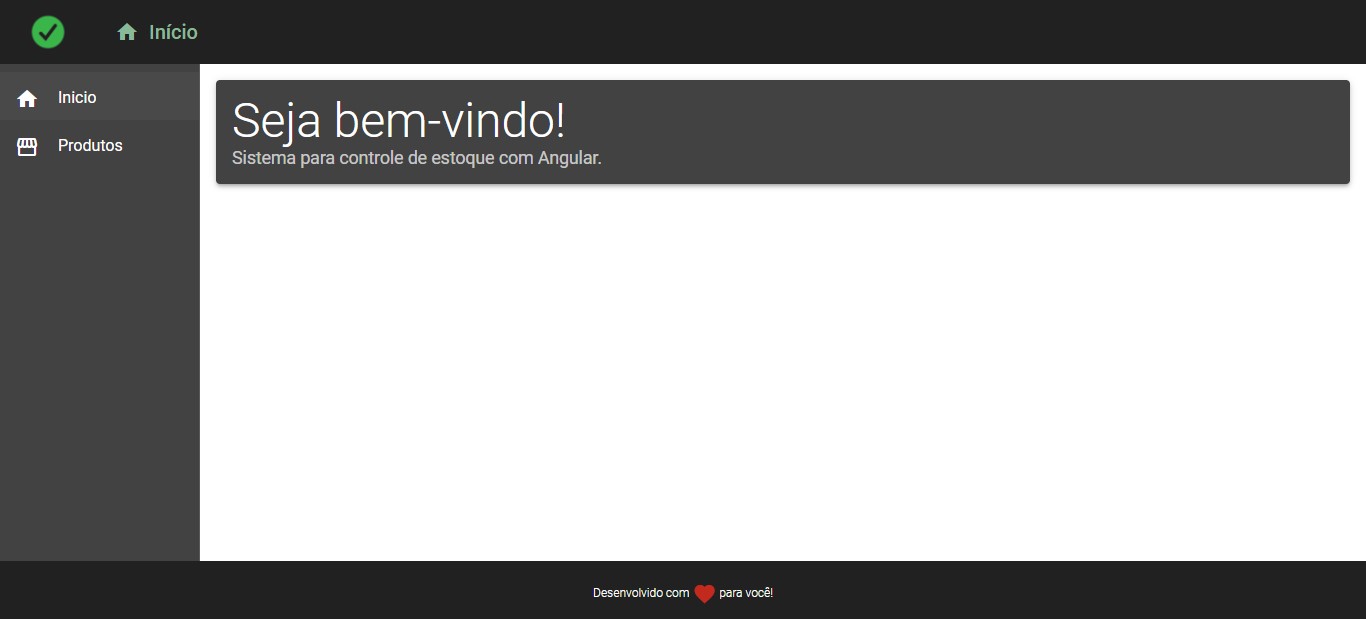 Início
Inicio
Produtos
Seja bem-vindo!
Sistema para controle de estoque com Angular.
Desenvolvido com para você!